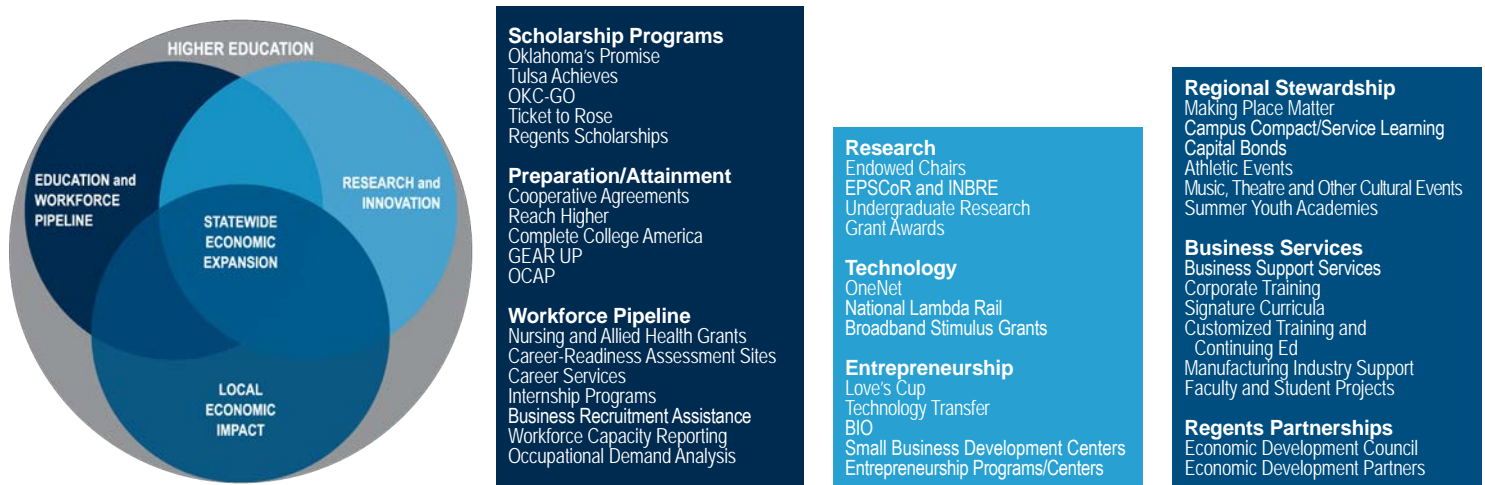 HIGHER EDUCATION
EDUCATION and
WORKFORCE
PIPELINE
RESEARCH and
INNOVATION
STATEWIDE
ECONOMIC
EXPANSION
LOCAL
ECONOMIC
IMPACT
Scholarship Programs
Oklahoma's Promise
Tulsa Achieves
OKC-GO
Ticket to Rose
Regents Scholarships
Preparation/Attainment
Cooperative Agreements
Reach Higher
Complete College America
GEAR UP
OCAP
Workforce Pipeline
Nursing and Allied Health Grants
Career-Readiness Assessment Sites
Career Services
Internship Programs
Business Recruitment Assistance
Workforce Capacity Reporting
Occupational Demand Analysis
Research
Endowed Chairs
EPSCoR and INBRE
Undergraduate Research
Grant Awards
Technology
OneNet
National Lambda Rail
Broadband Stimulus Grants
Entrepreneurship
Love's Cup
Technology Transfer
BIO
Small Business Development Centers
Entrepreneurship Programs/Centers
Regional Stewardship
Making Place Matter
Campus Compact/Service Learning
Capital Bonds
Athletic Events
Music, Theatre and Other Cultural Events
Summer Youth Academies
Business Services
Business Support Services
Corporate Training
Signature Curricula
Customized Training and
Continuing Ed
Manufacturing Industry Support
Faculty and Student Projects
Regents Partnerships
Economic Development Council
Economic Development Partners